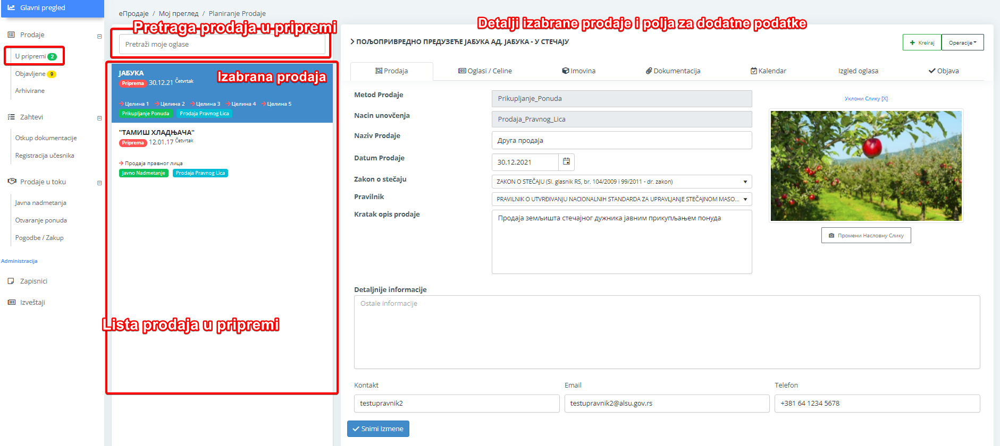 Glavni pregled
Prodaje
U pripremi 2
Objavljene 9
Arhivirane
Zahtevi
Otkup dokumentacije
Registracija učesnika
Prodaje u toku
Javna nadmetanja
Otvaranje ponuda
Pogodbe / Zakup
Administracija
Zapisnici
Izveštaji
еПродаје / Мој преглед / Planiranje Prodaje
Pretraga prodaja u pripremi
Pretraži moje oglase
ЈАБУКА
Izabrana prodaja
Priprema 30.12.21 Četvrtak
Целина 1 Целина 2 Целина 3 Целина 4 Целина 5
Prikupljanje Ponuda Prodaja Pravnog Lica
"ТАМИШ ХЛАДЊАЧА"
Priprema 12.01.17 Četvrtak
Продаја правног лица
Javno Nadmetanje Prodaja Pravnog Lica
Lista prodaja u pripremi
Detalji izabrane prodaje i polja za dodatne podatke
ПОЉОПРИВРЕДНО ПРЕДУЗЕЋЕ ЈАБУКА АД, ЈАБУКА - У СТЕЧАЈУ
Kreiraj Operacije
Prodaja Oglasi / Celine Imovina Dokumentacija Kalendar Izgled oglasa Objava
Metod Prodaje Prikupljanje_Ponuda
Nacin unovčenja Prodaja_Pravnog_Lica
Naziv Prodaje Друга продаја
Datum Prodaje 30.12.2021
Zakon o stečaju ZAKON O STEČAJU (Sl. glasnik RS, br. 104/2009 i 99/2011 - dr. zakon)
Pravilnik PRAVILNIK O UTVRĐIVANJU NACIONALNIH STANDARDA ZA UPRAVLJANJE STEČAJNOM MASO...
Kratak opis prodaje Продаја земљишта стечајног дужника јавним прикупљањем понуда
Уклони Слику [X]
Промени Насловну Слику
Detaljnije informacije
Ostale informacije
Kontakt Email Telefon
testupravnik2 testupravnik2@alsu.gov.rs +381 64 1234 5678
Snimi Izmene